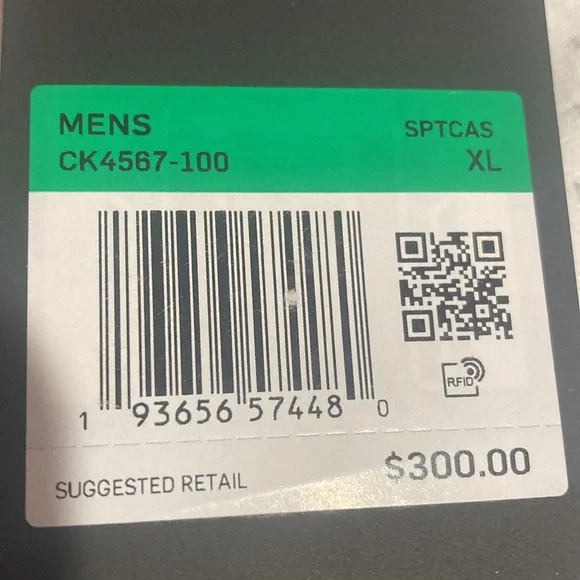 MENS SPTCAS
CK4567-100 XL
RFID
1 93656 57448 0
SUGGESTED RETAIL $300.00